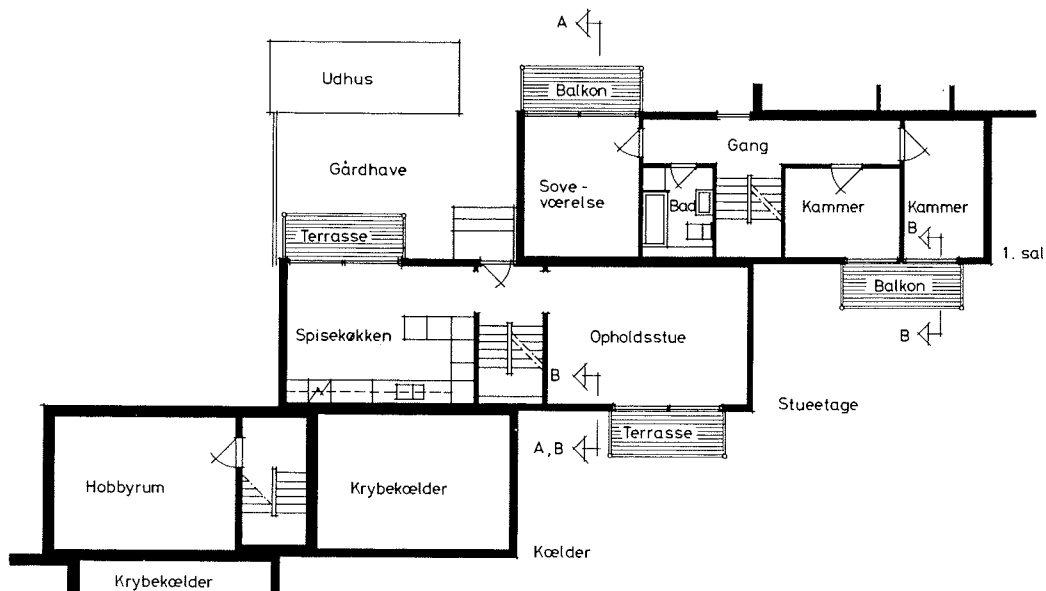 A
Udhus
Balkon
Gang
Gårdhave
Sove-
værelse
Bad
Kammer
Kammer
B
Terrasse
1. sal
Balkon
Spisekøkken
Opholdsstue
B
B
Stueetage
Terrasse
A,B
Hobbyrum
Krybekælder
Kælder
Krybekælder